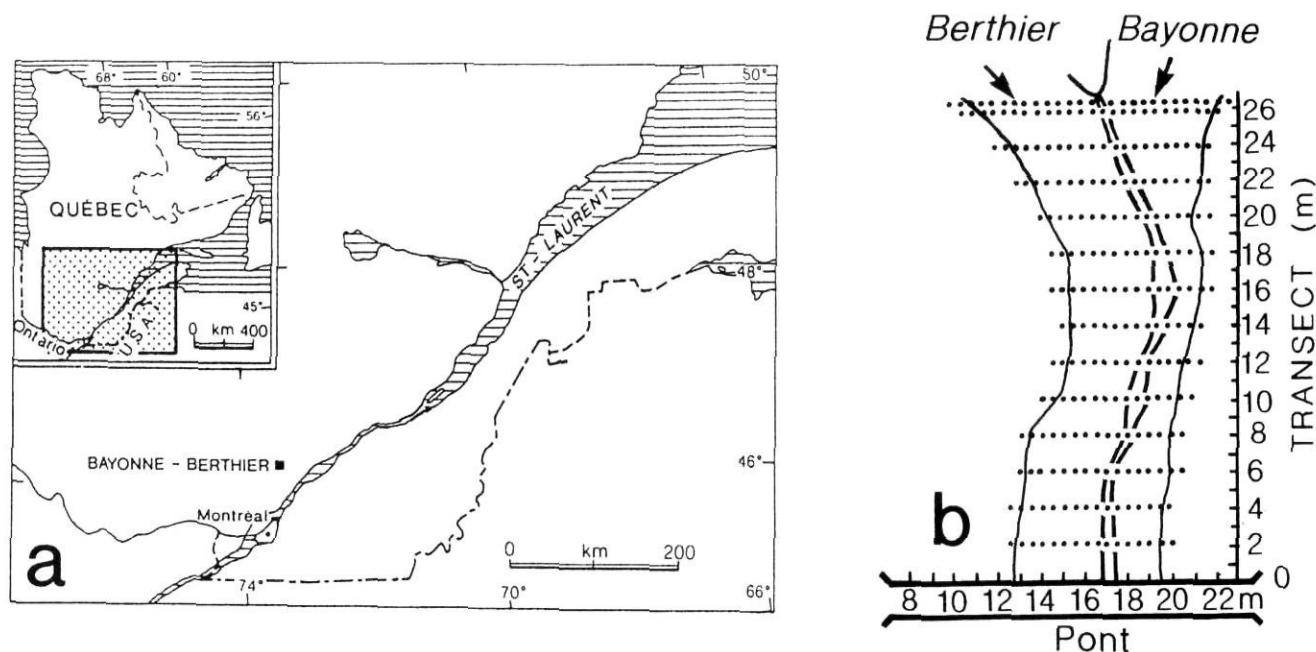 68° 60°
56°
QUÉBEC
45°
Ontario
U S A
0 km 400
50°
ST-LAURENT
48°
BAYONNE - BERTHIER
46°
Montréal
0 km 200
a
74° 70° 66°
Berthier Bayonne
26
24
22
20
18
16
14
12
10
8
6
4
2
0
TRANSECT (m)
b
8 10 12 14 16 18 20 22 m
Pont